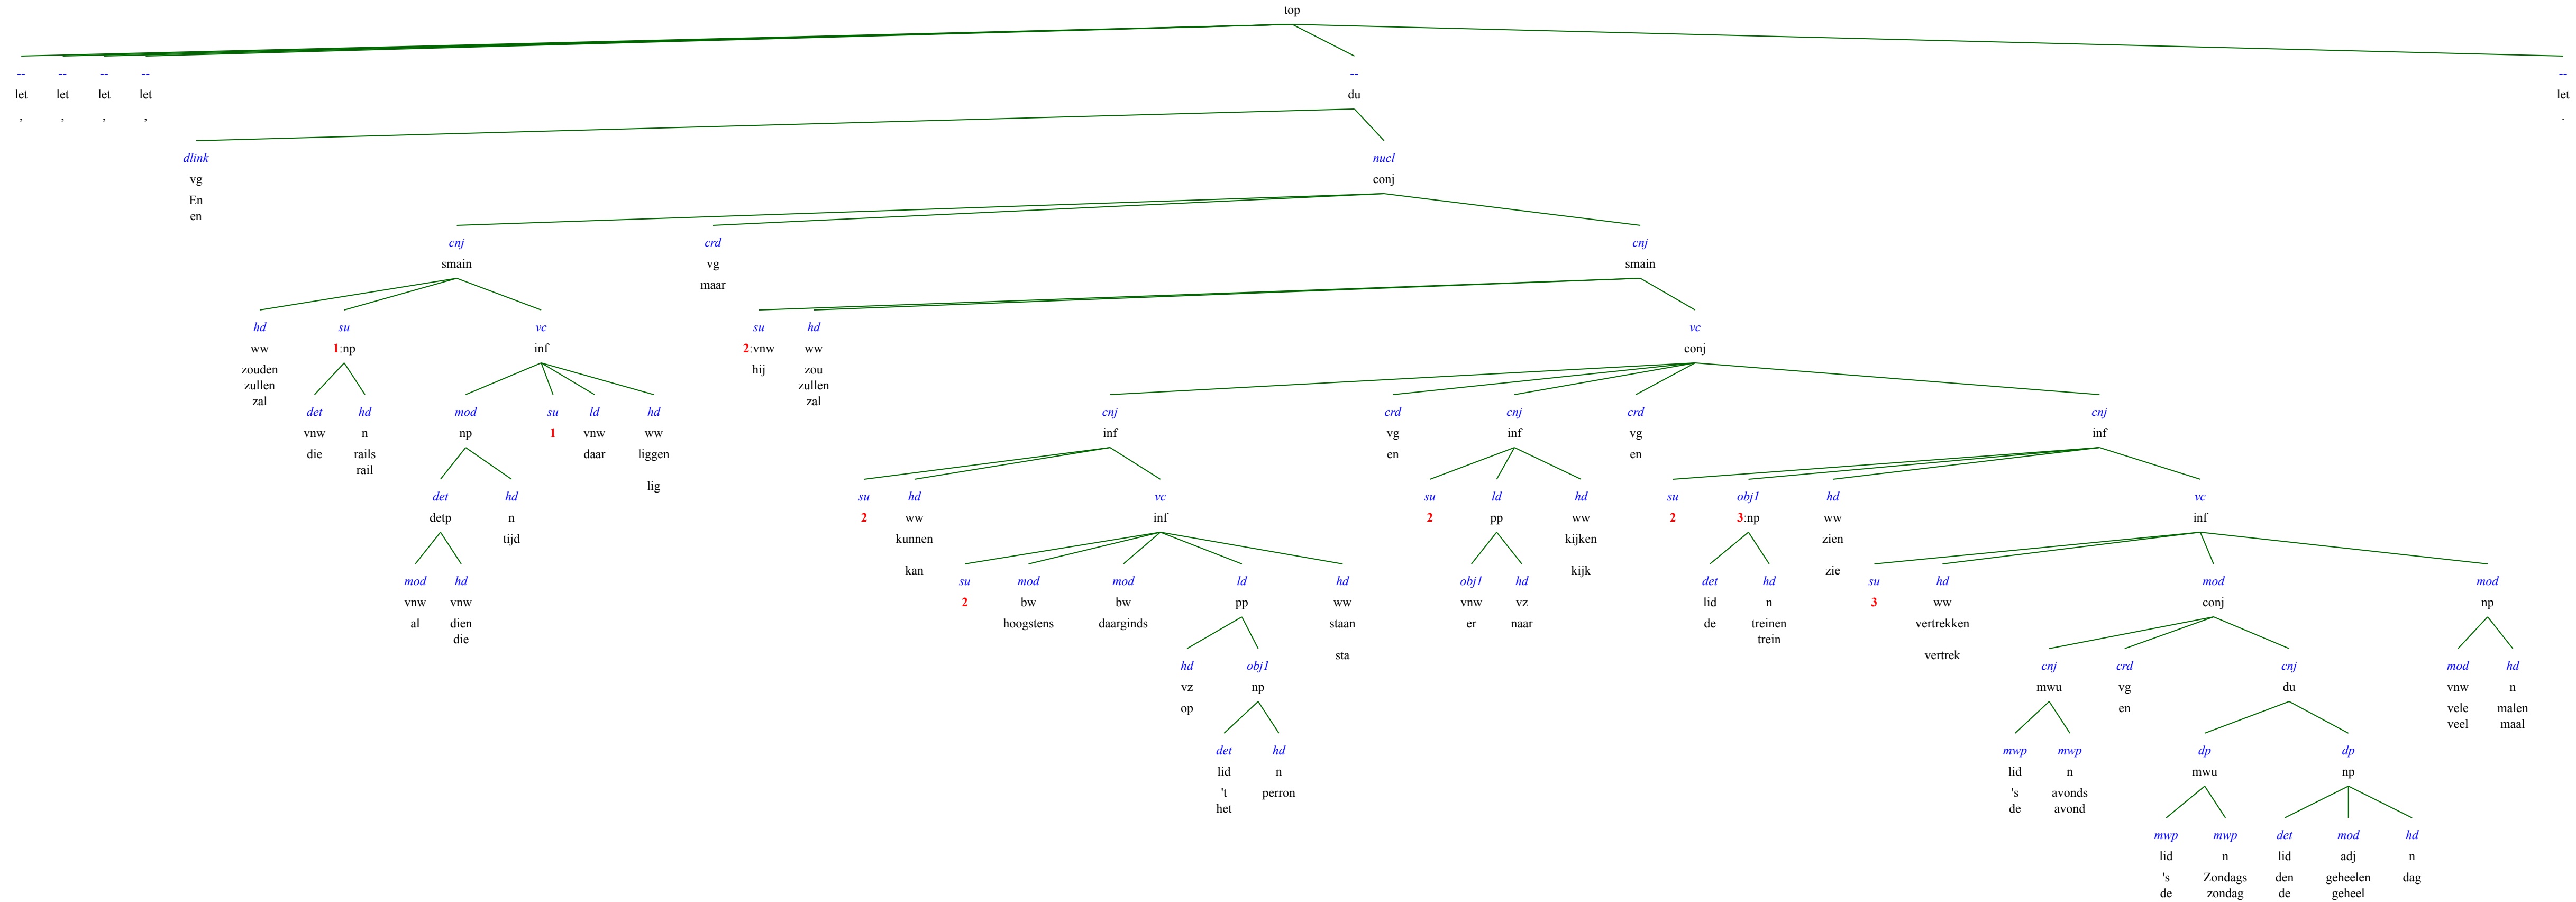 top
-- -- -- -- -- --
let let let let du let
, , , , .
dlink nucl
vg conj
En
en
cnj crd cnj
smain vg smain
maar
hd su vc su hd vc
ww 1:np inf 2:vnw ww conj
zouden hij zou
zullen zullen
zal zal
det hd mod su ld hd cnj crd cnj crd cnj
vnw n np 1 vnw ww inf vg inf vg inf
die rails daar liggen en en
rail
lig
det hd su hd vc su ld hd su obj1 hd vc
detp n 2 ww inf 2 pp ww 2 3:np ww inf
tijd kunnen kijken zien
kan kijk zie
mod hd su mod mod ld hd obj1 hd det hd su hd mod mod
vnw vnw 2 bw bw pp ww vnw vz lid n 3 ww conj np
al dien hoogstens daarginds staan er naar de treinen vertrekken
die trein
sta vertrek
hd obj1 cnj crd cnj mod hd
vz np mwu vg du vnw n
op en vele malen
veel maal
det hd mwp mwp dp dp
lid n lid n mwu np
't perron 's avonds
het de avond
mwp mwp det mod hd
lid n lid adj n
's Zondags den geheelen dag
de zondag de geheel